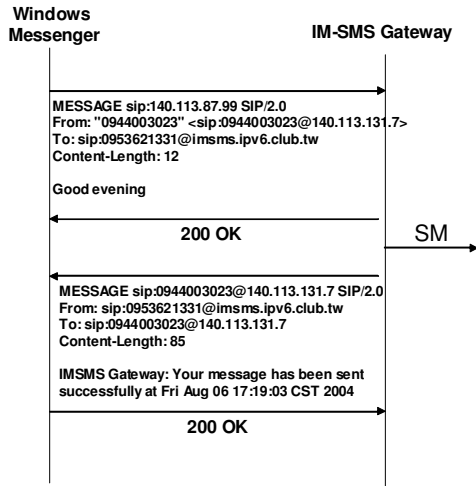 Windows
Messenger
IM-SMS Gateway
MESSAGE sip:140.113.87.99 SIP/2.0
From: "0944003023" <sip:0944003023@140.113.131.7>
To: sip:0953621331@imsms.ipv6.club.tw
Content-Length: 12
Good evening
200 OK
SM
MESSAGE sip:0944003023@140.113.131.7 SIP/2.0
From: sip:0953621331@imsms.ipv6.club.tw
To: sip:0944003023@140.113.131.7
Content-Length: 85
IMSMS Gateway: Your message has been sent
successfully at Fri Aug 06 17:19:03 CST 2004
200 OK